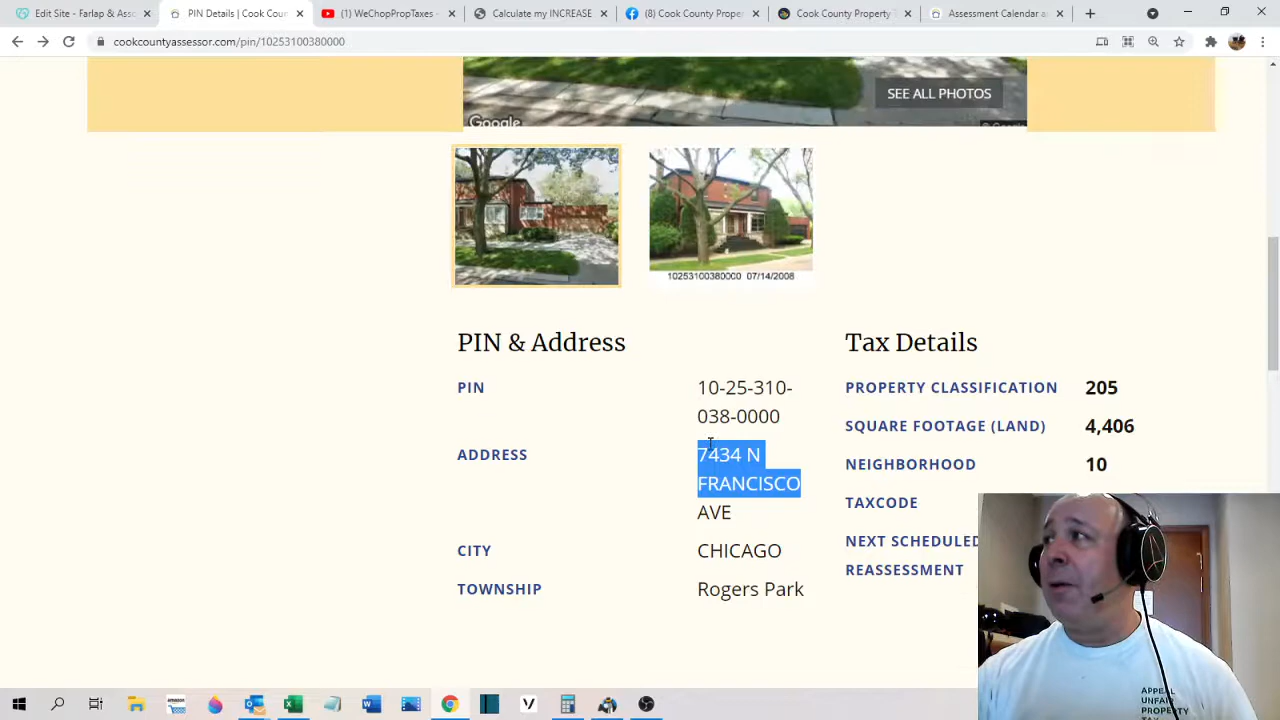 Edit Site - Farlap & Asso
PIN Details | Cook Coun
(1) WeChopPropTaxes -
Calculate my INCREASE
(8) Cook County Proper
Cook County Property
Assessment Calendar a
cookcountyassessor.com/pin/10253100380000
SEE ALL PHOTOS
Google
10253100380000 07/14/2008
PIN & Address
PIN
10-25-310-
038-0000
ADDRESS
7434 N
FRANCISCO
AVE
CITY
CHICAGO
TOWNSHIP
Rogers Park
Tax Details
PROPERTY CLASSIFICATION
205
SQUARE FOOTAGE (LAND)
4,406
NEIGHBORHOOD
10
TAXCODE
NEXT SCHEDULED
REASSESSMENT
APPEAL
UNFAIR
PROPERTY